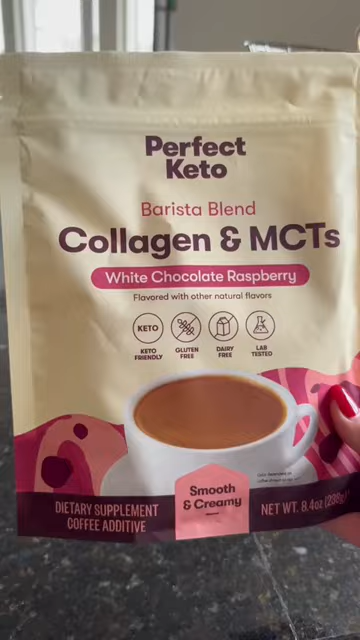 Perfect
Keto
Barista Blend
Collagen & MCTs
White Chocolate Raspberry
Flavored with other natural flavors
KETO
KETO
FRIENDLY
GLUTEN
FREE
DAIRY
FREE
LAB
TESTED
Smooth
& Creamy
DIETARY SUPPLEMENT
COFFEE ADDITIVE
NET WT. 8.4oz